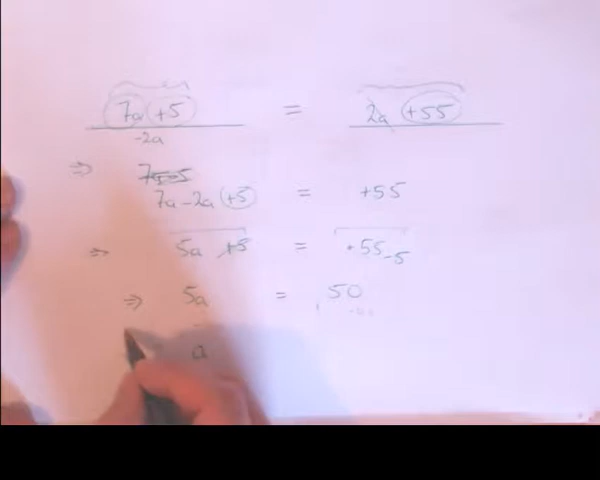 7a +5 = 2a +55
-2a
⇒ 7a-2a +5 = +55
⇒ 5a +5 = +55 -5
⇒ 5a = 50
a